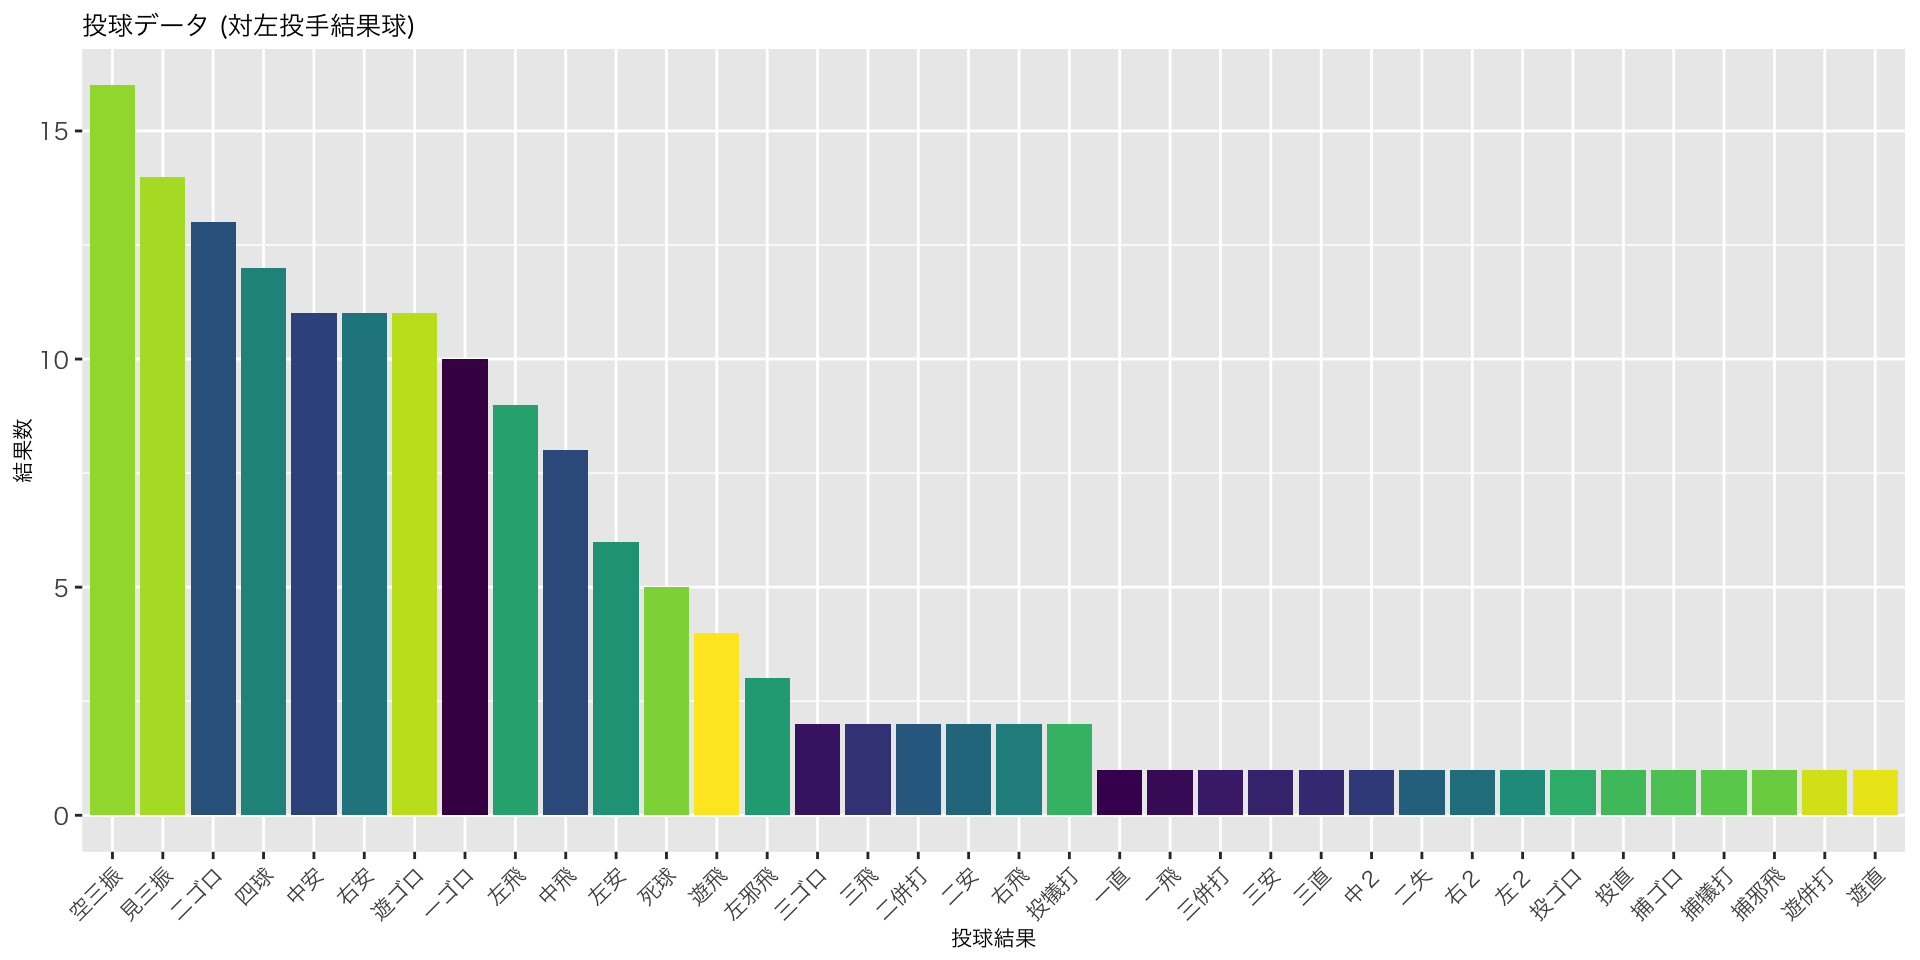 投球データ (対左投手結果球)
結果数
15
10
5
0
空三振
見三振
二ゴロ
四球
中安
右安
遊ゴロ
一ゴロ
左飛
中飛
左安
死球
遊飛
左邪飛
三ゴロ
三飛
二併打
二安
右飛
投犠打
一直
一飛
三併打
三安
三直
中２
二失
右２
左２
投ゴロ
投直
捕ゴロ
捕犠打
捕邪飛
遊併打
遊直
投球結果